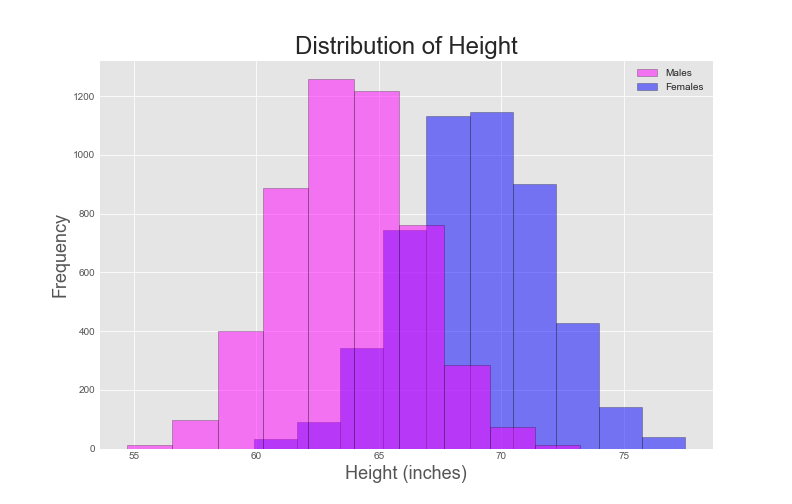 Distribution of Height
Males
Females
1200
1000
800
600
400
200
0
Frequency
55
60
65
70
75
Height (inches)